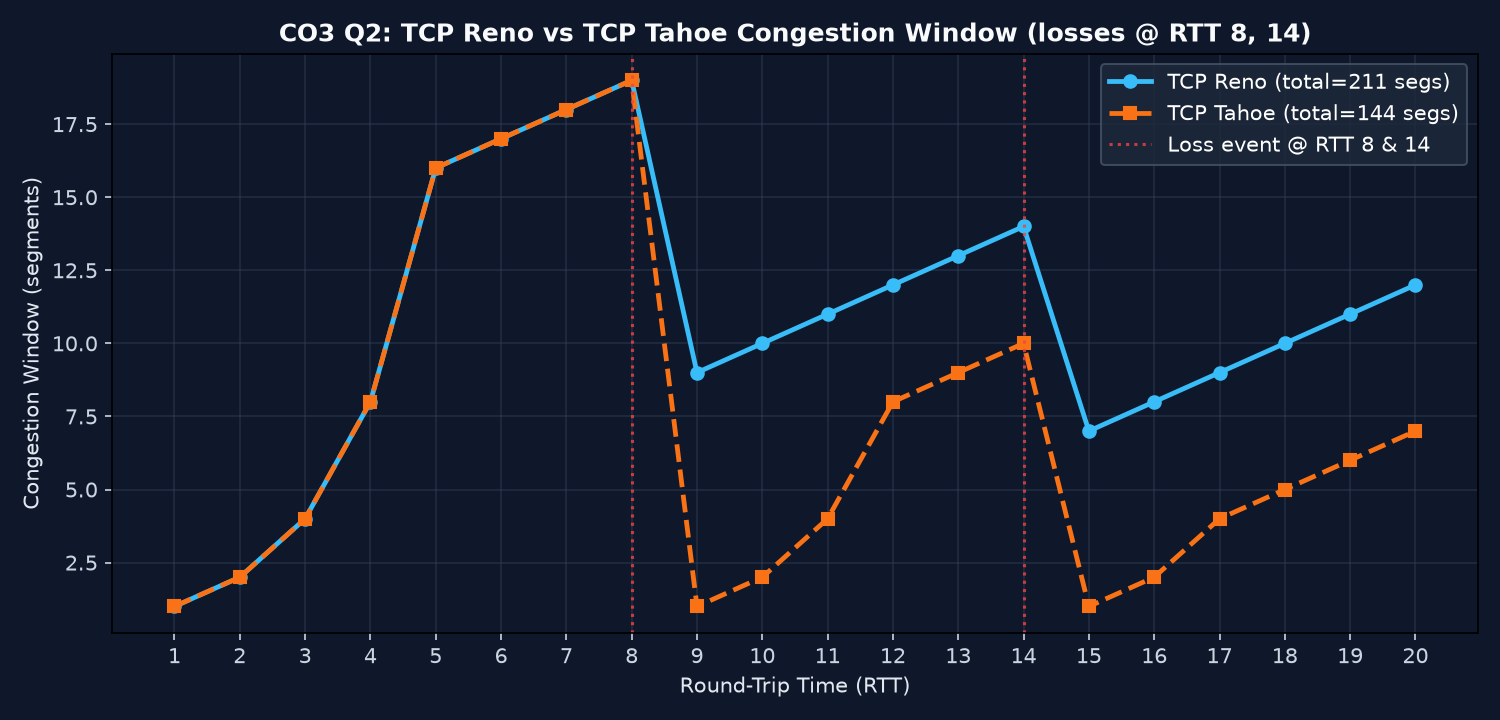 CO3 Q2: TCP Reno vs TCP Tahoe Congestion Window (losses @ RTT 8, 14)
TCP Reno (total=211 segs)
TCP Tahoe (total=144 segs)
Loss event @ RTT 8 & 14
Congestion Window (segments)
17.5
15.0
12.5
10.0
7.5
5.0
2.5
1 2 3 4 5 6 7 8 9 10 11 12 13 14 15 16 17 18 19 20
Round-Trip Time (RTT)